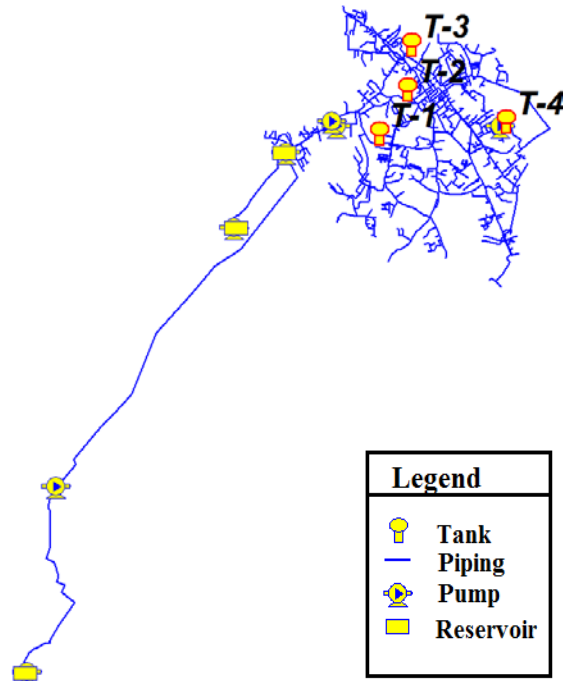 T-3
T-2
T-1
T-4
Legend
Tank
Piping
Pump
Reservoir